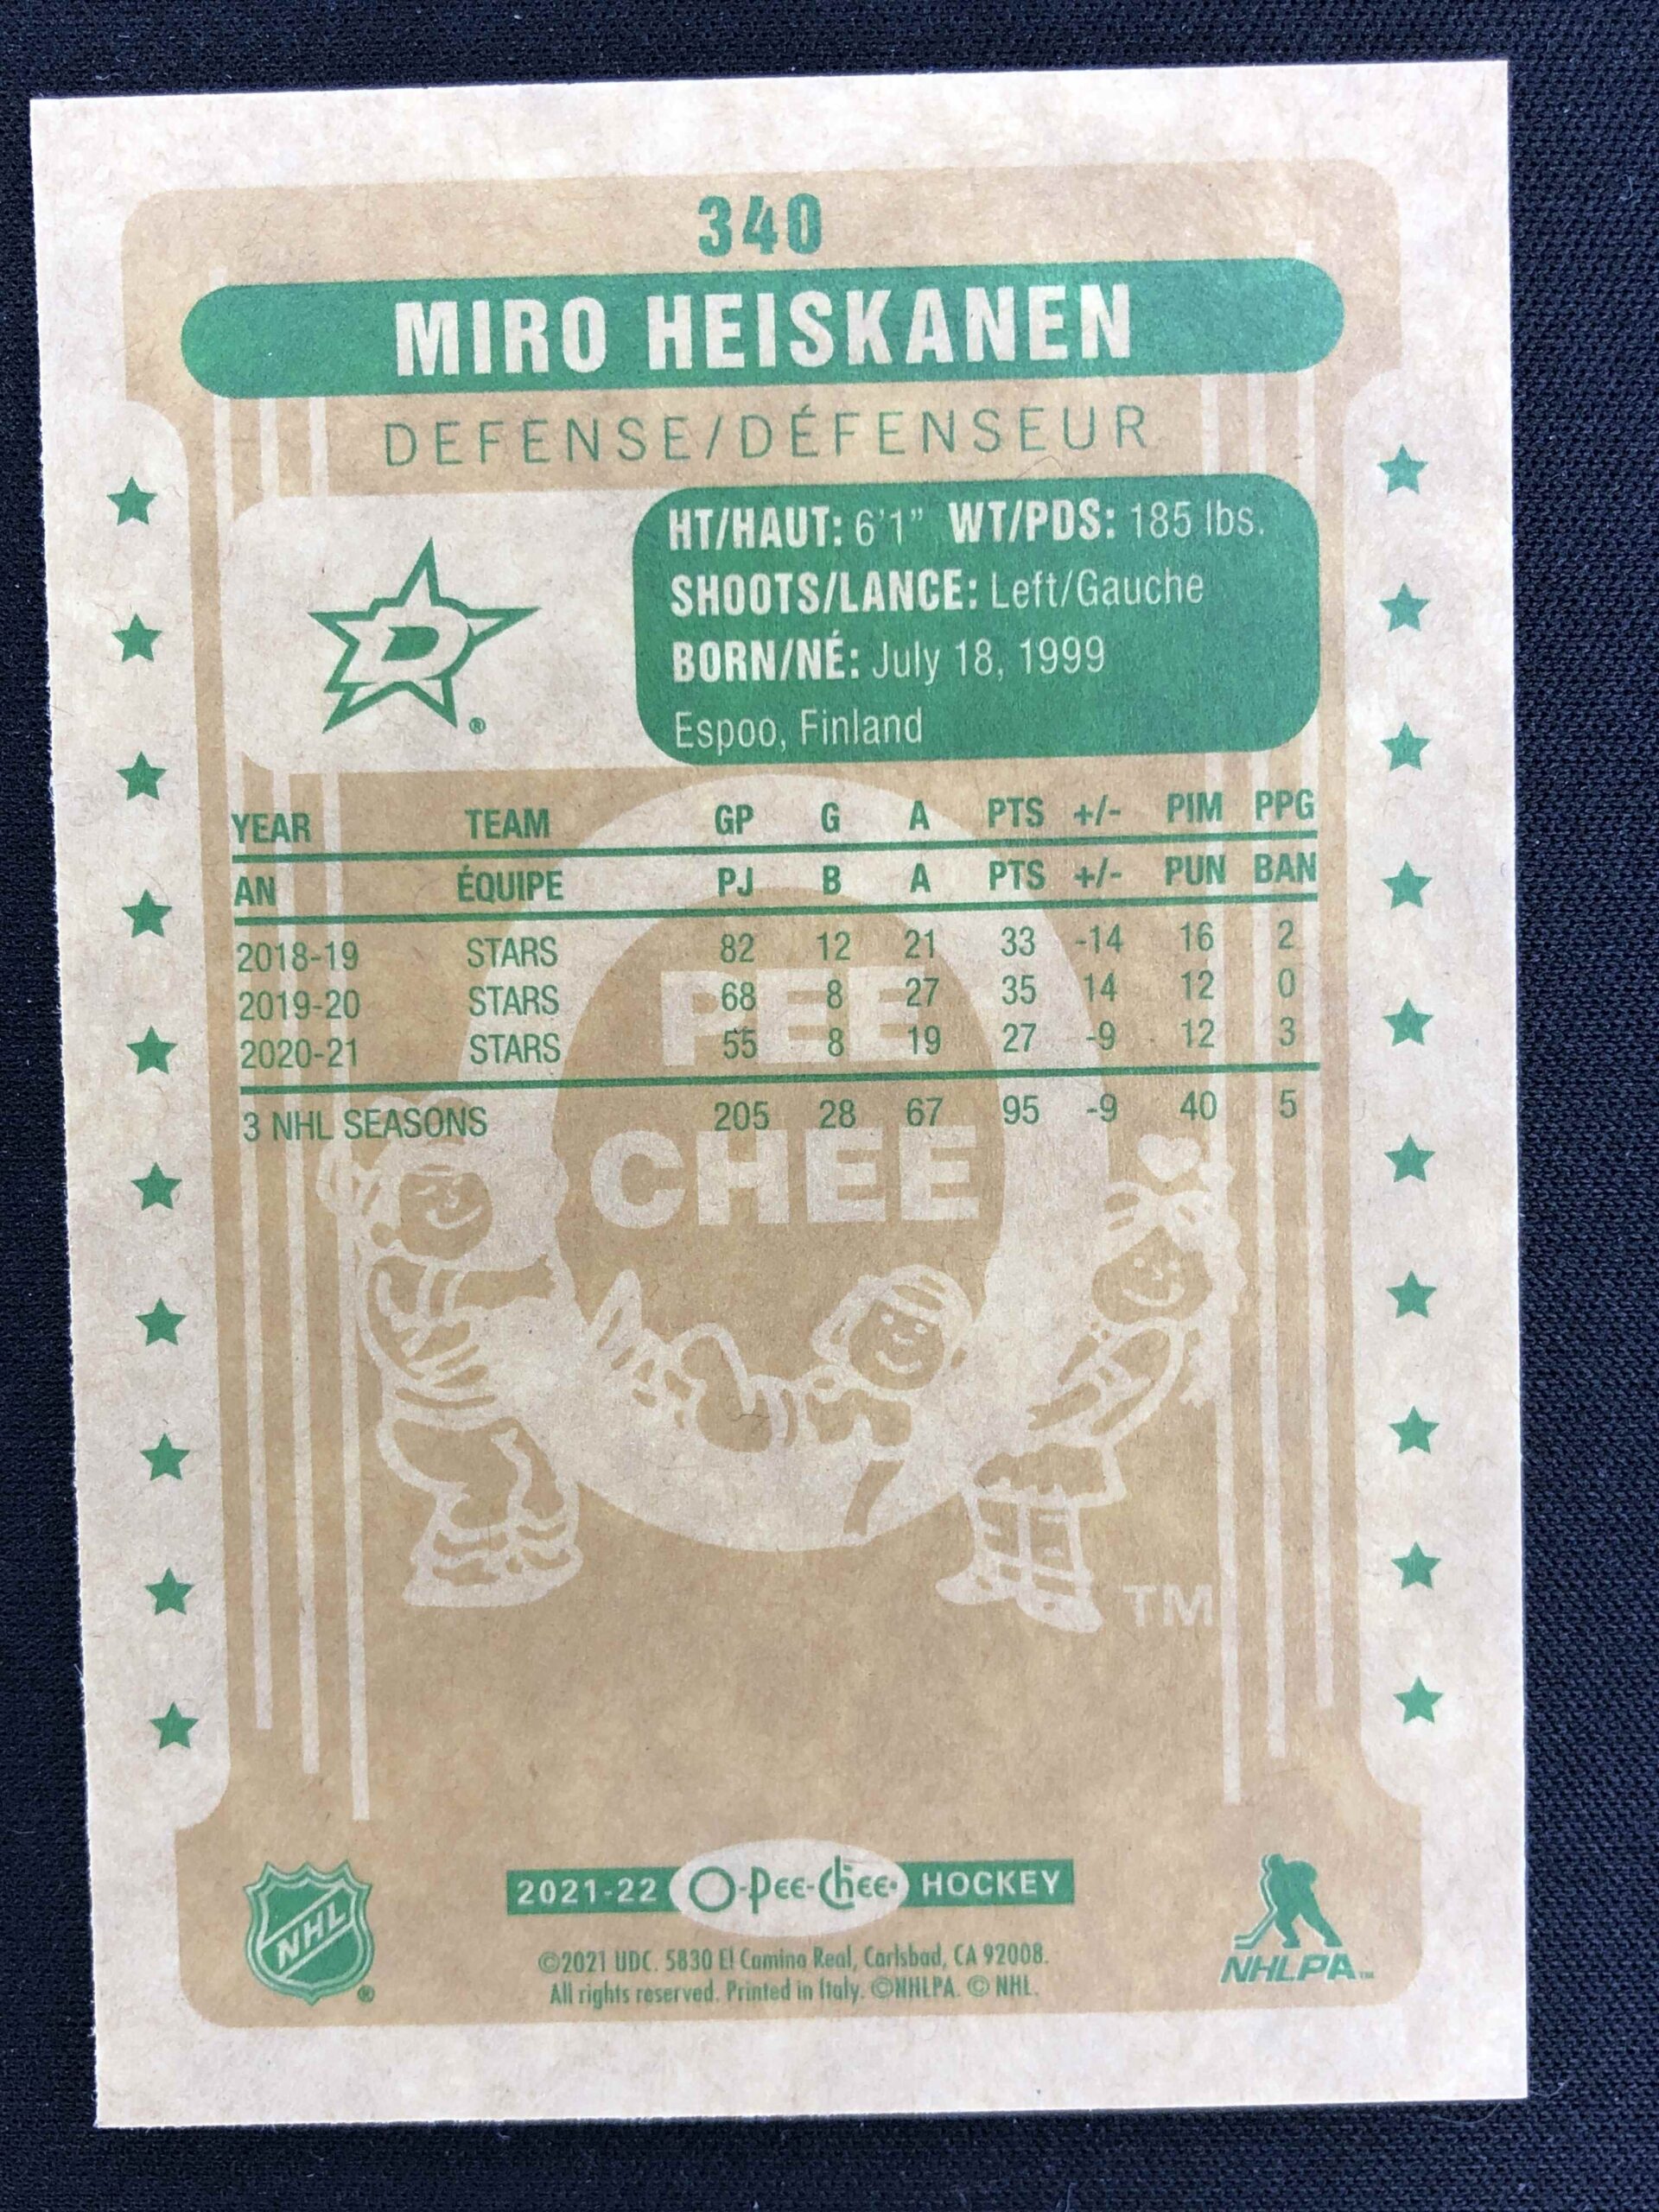 340
MIRO HEISKANEN
DEFENSE/DÉFENSEUR
D
®
HT/HAUT: 6'1" WT/PDS: 185 lbs.
SHOOTS/LANCE: Left/Gauche
BORN/NÉ: July 18, 1999
Espoo, Finland
YEAR TEAM GP G A PTS +/- PIM PPG
AN ÉQUIPE PJ B A PTS +/- PUN BAN
2018-19 STARS 82 12 21 33 -14 16 2
2019-20 STARS 68 8 27 35 14 12 0
2020-21 STARS 55 8 19 27 -9 12 3
3 NHL SEASONS 205 28 67 95 -9 40 5
PEE
CHEE
TM
NHL ®
2021-22 O-Pee-Chee® HOCKEY
©2021 UDC. 5830 El Camino Real, Carlsbad, CA 92008.
All rights reserved. Printed in Italy. ©NHLPA. © NHL.
NHLPA™